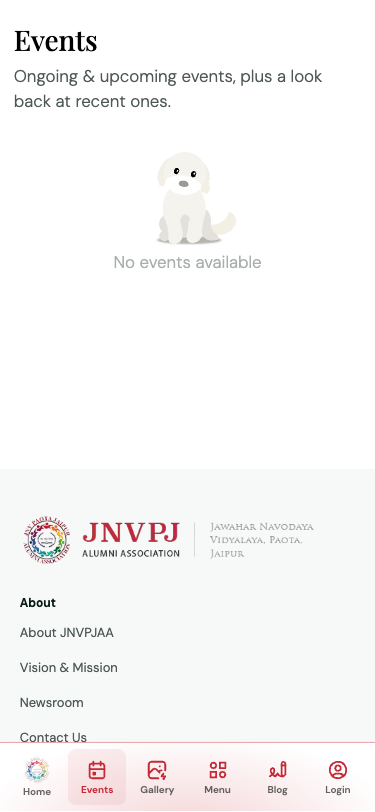 Events
Ongoing & upcoming events, plus a look
back at recent ones.
No events available
JNVPJ
ALUMNI ASSOCIATION
Jawahar Navodaya
Vidyalaya, Paota,
Jaipur
About
About JNVPJAA
Vision & Mission
Newsroom
Contact Us
Home
Events
Gallery
Menu
Blog
Login